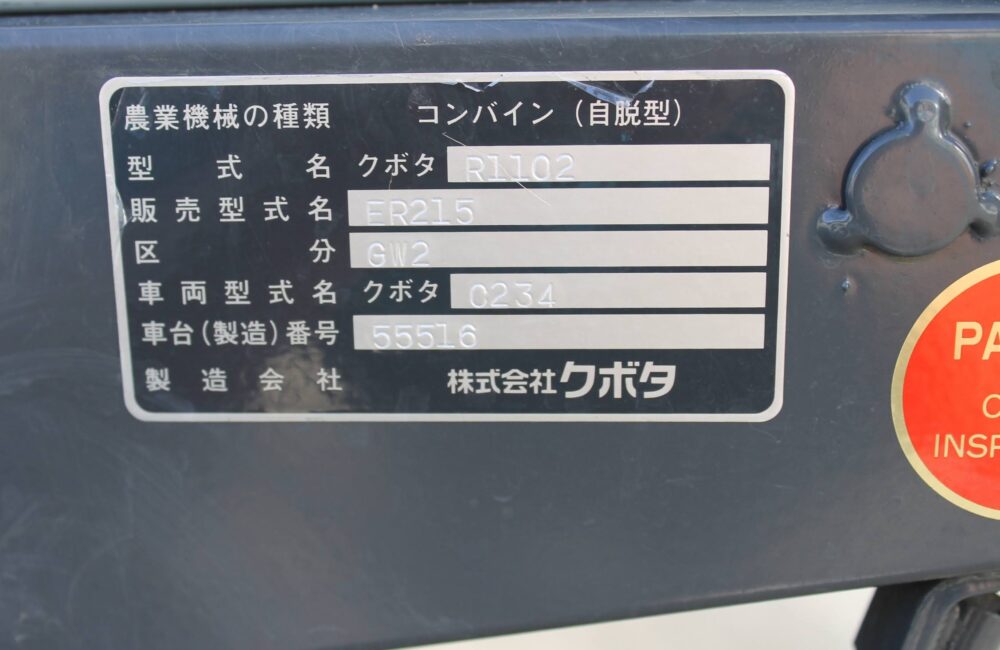 農業機械の種類 コンバイン(自脱型)
型式名 クボタ R1102
販売型式名 ER215
区分 GW2
車両型式名 クボタ C234
車台(製造)番号 55516
製造会社 株式会社クボタ
PA
C
INSP